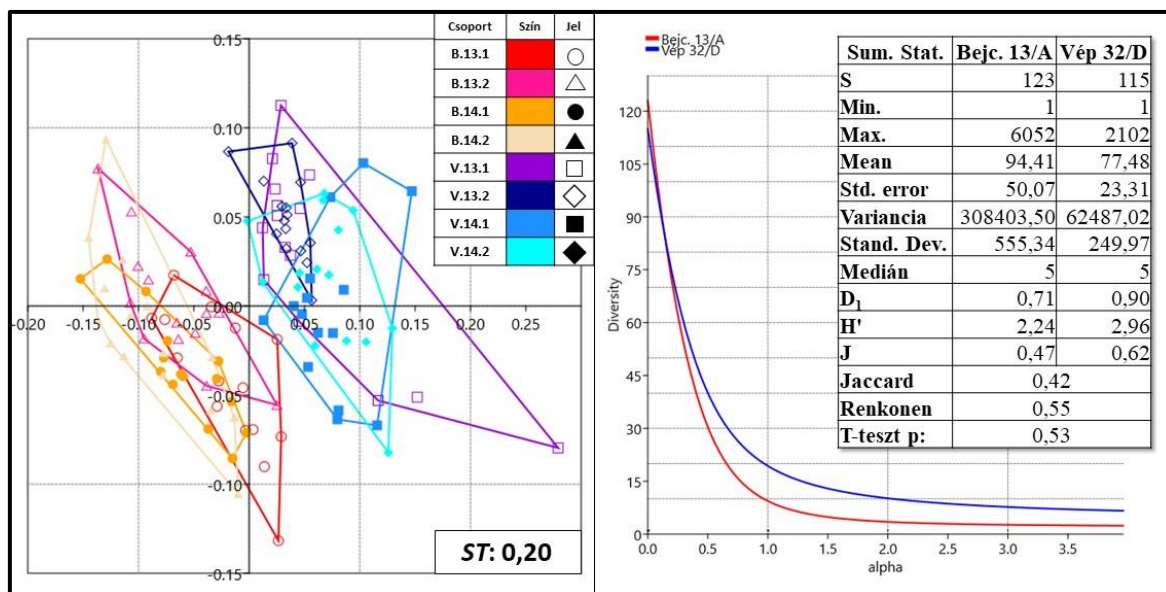 0.15
0.10
0.05
0.00
-0.05
-0.10
-0.15
-0.20 -0.15 -0.10 -0.05 0.00 0.05 0.10 0.15 0.20 0.25
Csoport Szín Jel
B.13.1
B.13.2
B.14.1
B.14.2
V.13.1
V.13.2
V.14.1
V.14.2
ST: 0,20
Bejc. 13/A
Vép 32/D
Diversity
120
105
90
75
60
45
30
15
0
0.0 0.5 1.0 1.5 2.0 2.5 3.0 3.5
alpha
Sum. Stat. Bejc. 13/A Vép 32/D
S 123 115
Min. 1 1
Max. 6052 2102
Mean 94,41 77,48
Std. error 50,07 23,31
Variancia 308403,50 62487,02
Stand. Dev. 555,34 249,97
Medián 5 5
D₁ 0,71 0,90
H' 2,24 2,96
J 0,47 0,62
Jaccard 0,42
Renkonen 0,55
T-teszt p: 0,53